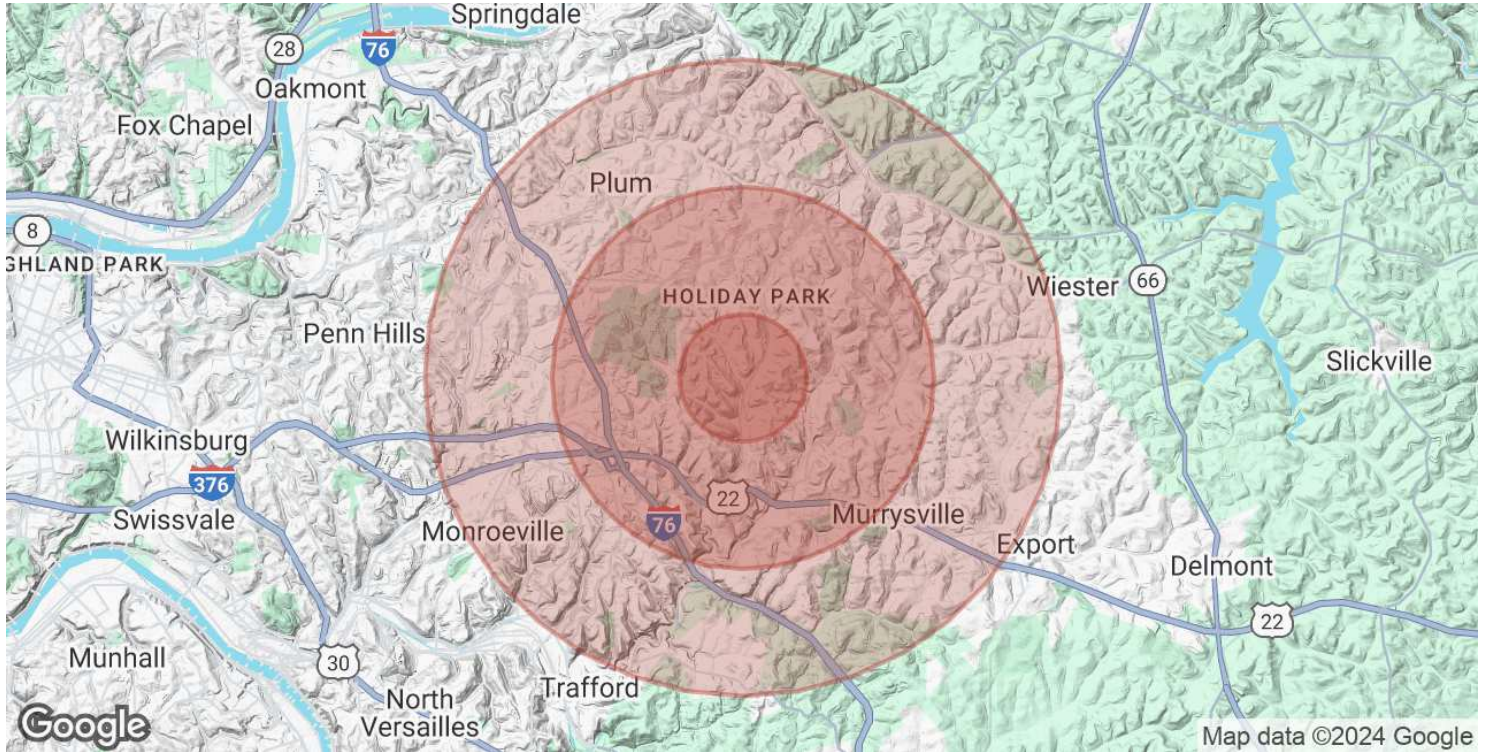 Springdale
28
76
Oakmont
Fox Chapel
Plum
8
GHLAND PARK
HOLIDAY PARK
Wiester
66
Penn Hills
Slickville
Wilkinsburg
376
22
Swissvale
Monroeville
76
Murrysville
Export
Delmont
22
Munhall
30
Trafford
North
Versailles
Google
Map data ©2024 Google